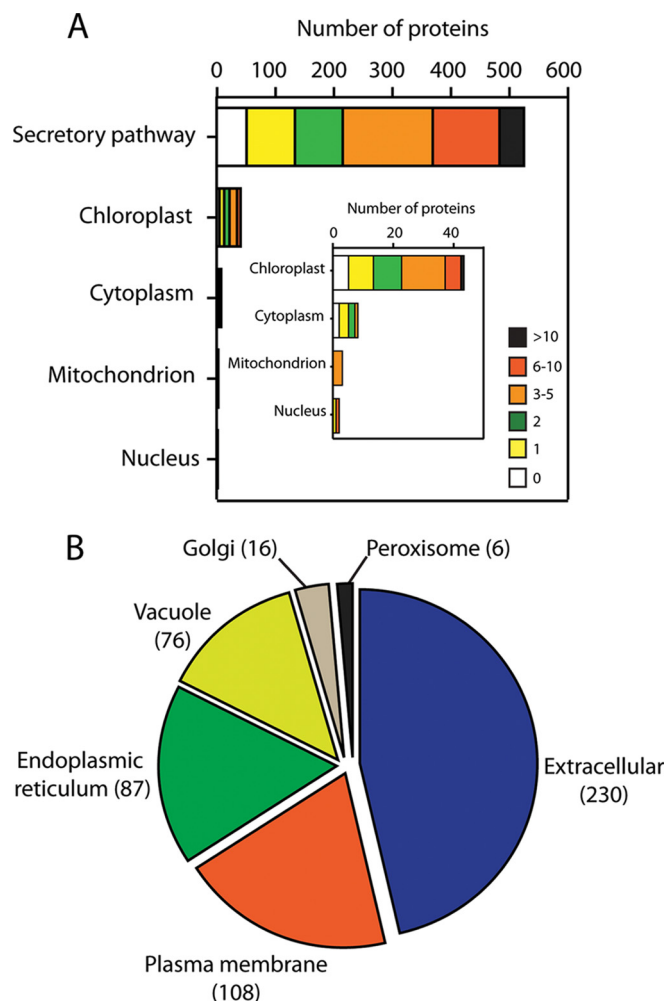 A
Number of proteins
0 100 200 300 400 500 600
Secretory pathway
Chloroplast
Cytoplasm
Mitochondrion
Nucleus
Number of proteins
0 20 40
Chloroplast
Cytoplasm
Mitochondrion
Nucleus
>10
6-10
3-5
2
1
0
B
Golgi (16)
Peroxisome (6)
Vacuole
(76)
Endoplasmic
reticulum (87)
Extracellular
(230)
Plasma membrane
(108)